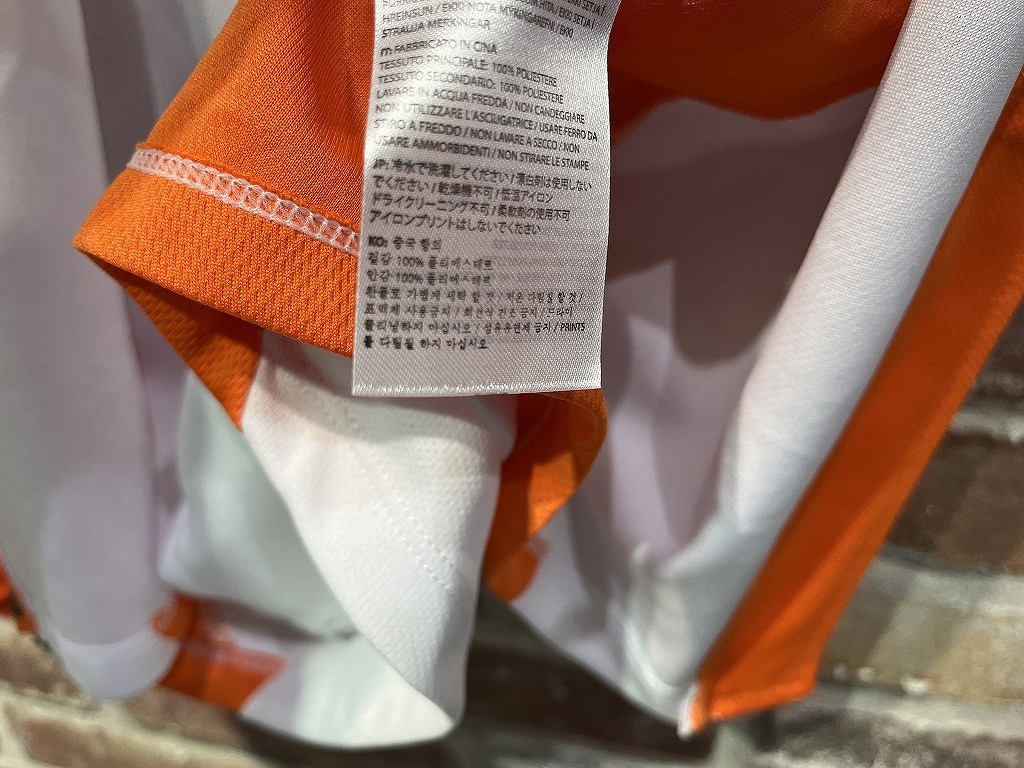 HREINSUN / EKKI MOTA MYKINGAREFNI / EKKI
STRAUJA MERKINGAR
IT: FABBRICATO IN CINA
TESSUTO PRINCIPALE: 100% POLIESTERE
TESSUTO SECONDARIO: 100% POLIESTERE
LAVARE IN ACQUA FREDDA / NON CANDEGGIARE
NON UTILIZZARE L'ASCIUGATRICE / USARE FERRO DA
STIRO A FREDDO / NON LAVARE A SECCO / NON
USARE AMMORBIDENTI / NON STIRARE LE STAMPE
JP: 冷水で洗濯してください / 漂白剤は使用しない
でください / 乾燥機不可 / 低温アイロン
ドライクリーニング不可 / 柔軟剤の使用不可
アイロンプリントはしないでください
KO: 중국
겉감 100% 폴리에스테르
안감 100% 폴리에스테르
찬물로 가볍게 세탁 할 것 / 저온 다림질 할 것 /
표백제 사용금지 / 회전식 건조 금지 / 드라이
클리닝하지 마십시오 / 섬유유연제 금지 / PRINTS
를 다림질 하지 마십시오